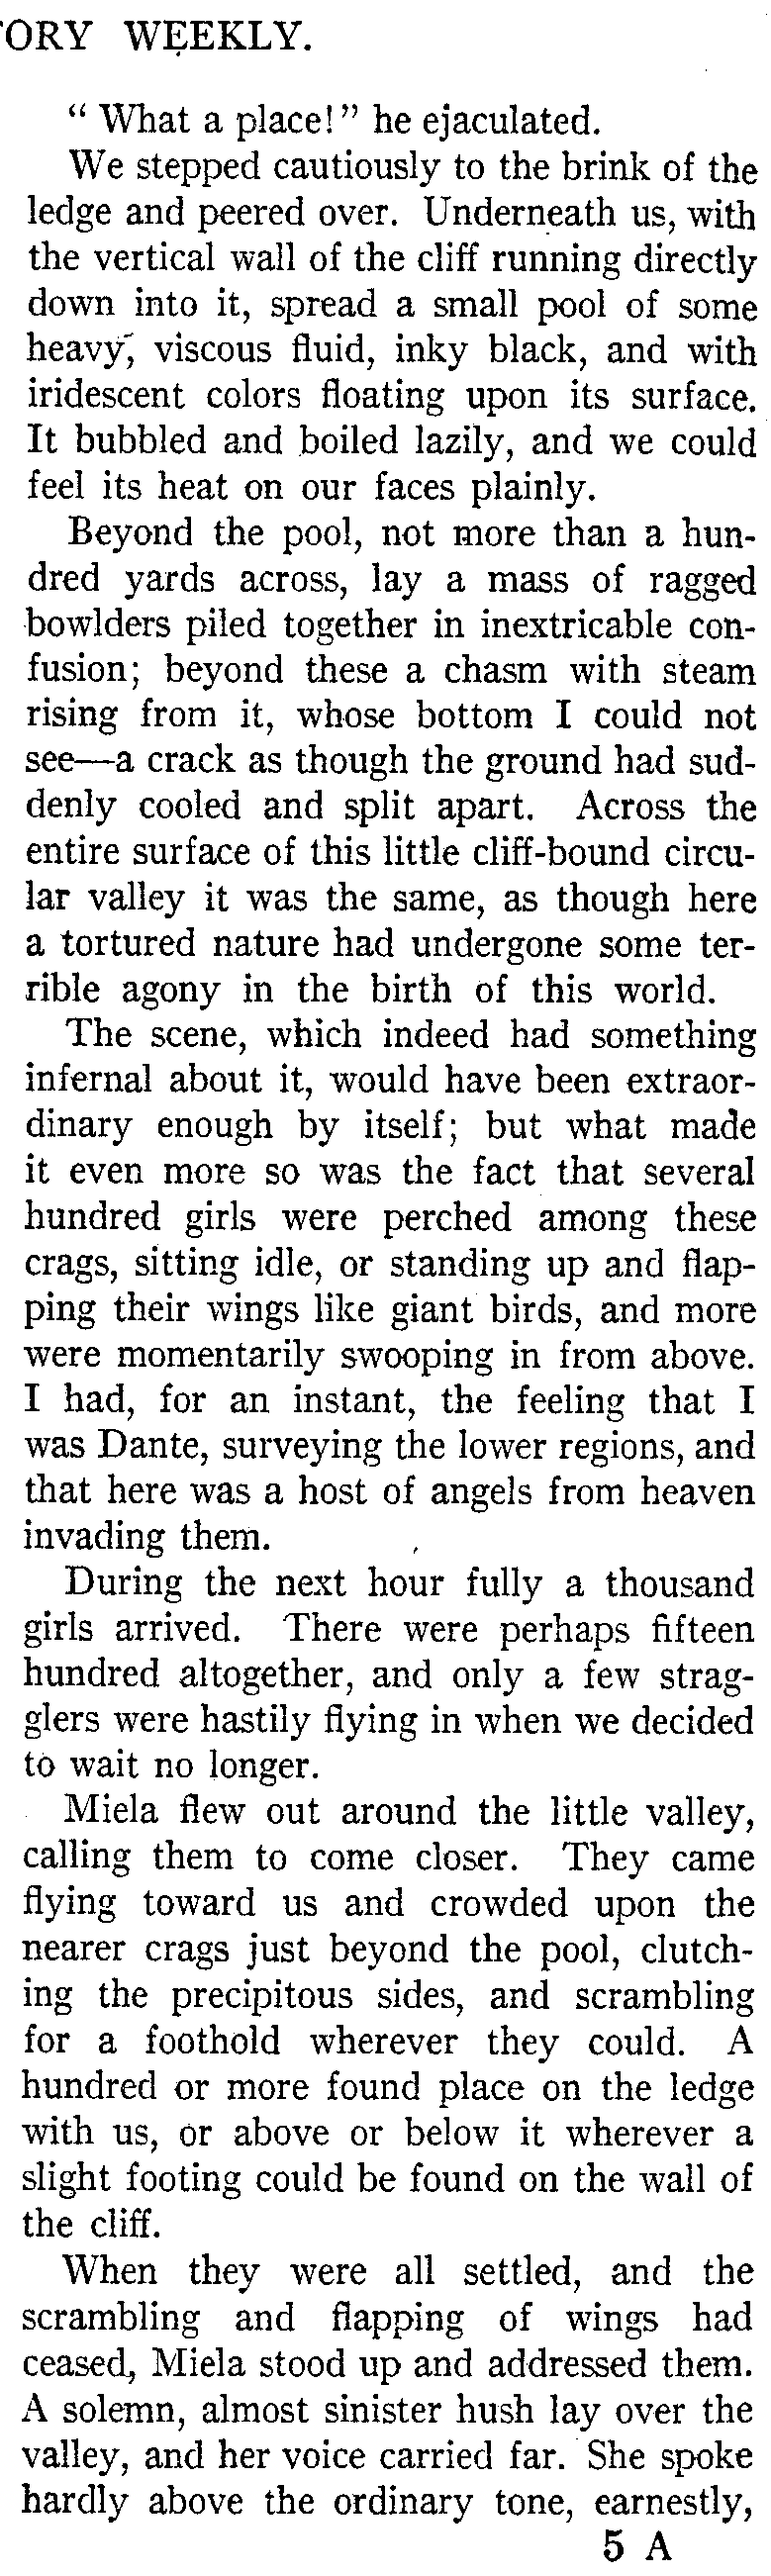 ORY WEEKLY.
“ What a place!” he ejaculated.
We stepped cautiously to the brink of the
ledge and peered over. Underneath us, with
the vertical wall of the cliff running directly
down into it, spread a small pool of some
heavy, viscous fluid, inky black, and with
iridescent colors floating upon its surface.
It bubbled and boiled lazily, and we could
feel its heat on our faces plainly.
Beyond the pool, not more than a hun-
dred yards across, lay a mass of ragged
bowlders piled together in inextricable con-
fusion; beyond these a chasm with steam
rising from it, whose bottom I could not
see—a crack as though the ground had sud-
denly cooled and split apart. Across the
entire surface of this little cliff-bound circu-
lar valley it was the same, as though here
a tortured nature had undergone some ter-
rible agony in the birth of this world.
The scene, which indeed had something
infernal about it, would have been extraor-
dinary enough by itself; but what made
it even more so was the fact that several
hundred girls were perched among these
crags, sitting idle, or standing up and flap-
ping their wings like giant birds, and more
were momentarily swooping in from above.
I had, for an instant, the feeling that I
was Dante, surveying the lower regions, and
that here was a host of angels from heaven
invading them.
During the next hour fully a thousand
girls arrived. There were perhaps fifteen
hundred altogether, and only a few strag-
glers were hastily flying in when we decided
to wait no longer.
Miela flew out around the little valley,
calling them to come closer. They came
flying toward us and crowded upon the
nearer crags just beyond the pool, clutch-
ing the precipitous sides, and scrambling
for a foothold wherever they could. A
hundred or more found place on the ledge
with us, or above or below it wherever a
slight footing could be found on the wall of
the cliff.
When they were all settled, and the
scrambling and flapping of wings had
ceased, Miela stood up and addressed them.
A solemn, almost sinister hush lay over the
valley, and her voice carried far. She spoke
hardly above the ordinary tone, earnestly,
5 A